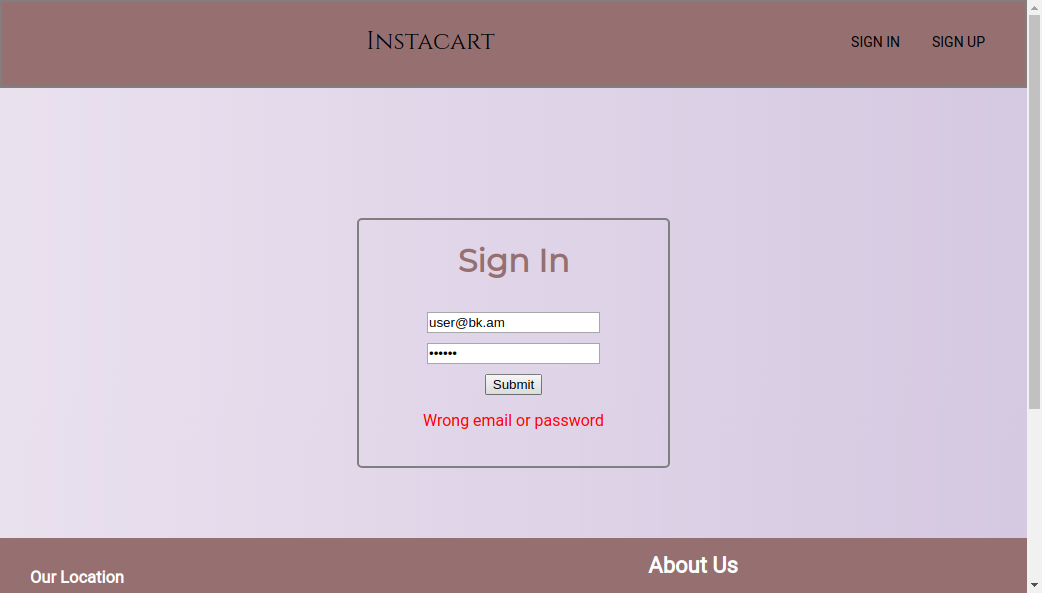 Instacart
SIGN IN
SIGN UP
Sign In
user@bk.am
••••••
Submit
Wrong email or password
Our Location
About Us